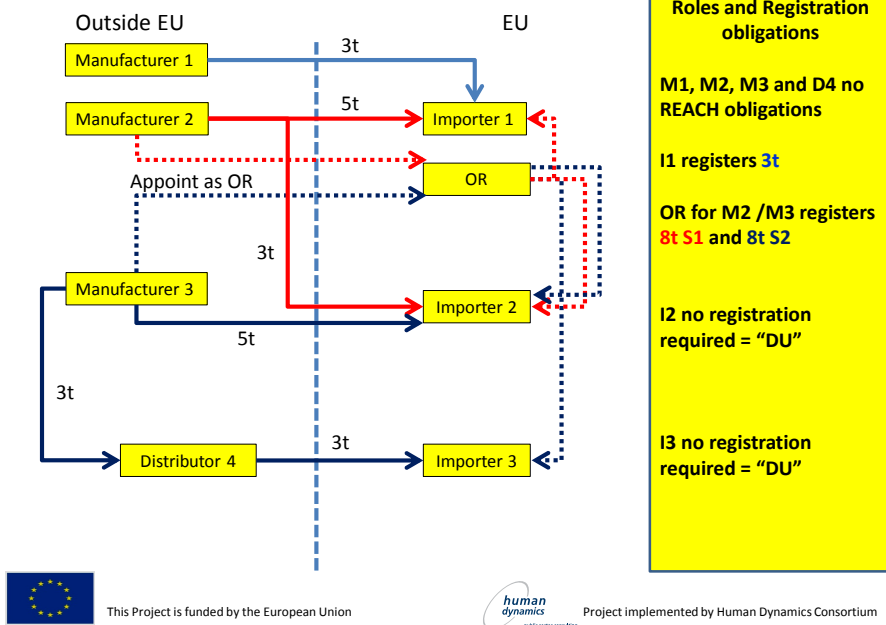 Outside EU
EU
Manufacturer 1
3t
Manufacturer 2
5t
Importer 1
OR
Appoint as OR
3t
Manufacturer 3
Importer 2
5t
3t
Distributor 4
3t
Importer 3
Roles and Registration
obligations
M1, M2, M3 and D4 no
REACH obligations
I1 registers 3t
OR for M2 /M3 registers
8t S1 and 8t S2
I2 no registration
required = “DU”
I3 no registration
required = “DU”
This Project is funded by the European Union
human
dynamics
Project implemented by Human Dynamics Consortium